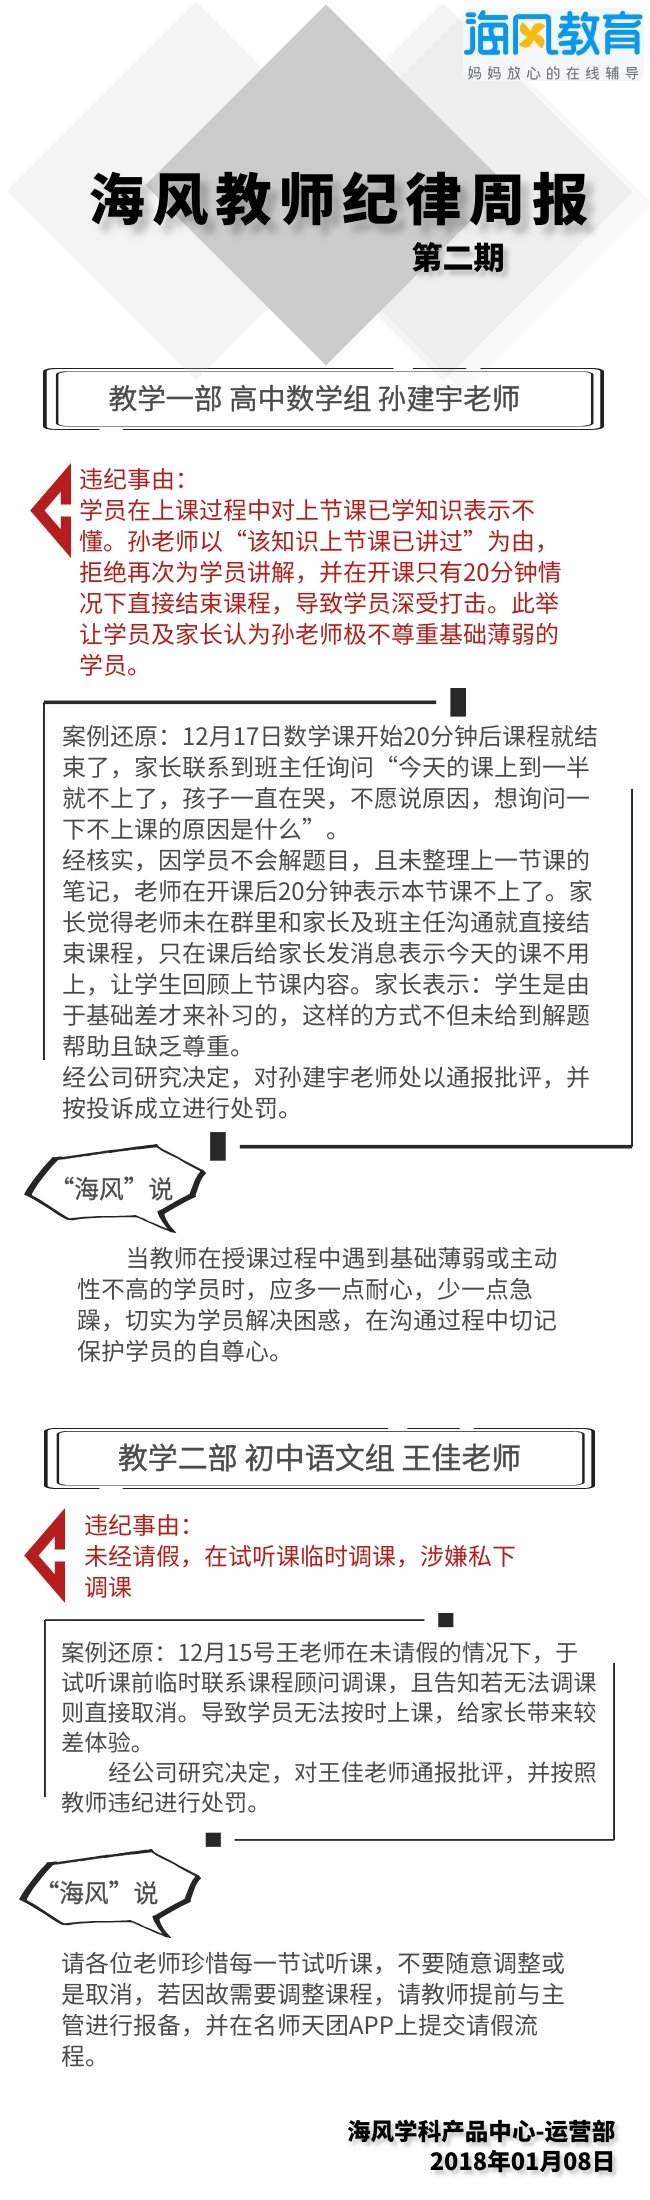 海风教育
妈妈放心的在线辅导
海风教师纪律周报
第二期
教学一部 高中数学组 孙建宇老师
违纪事由：
学员在上课过程中对上节课已学知识表示不
懂。孙老师以“该知识上节课已讲过”为由，
拒绝再次为学员讲解，并在开课只有20分钟情
况下直接结束课程，导致学员深受打击。此举
让学员及家长认为孙老师极不尊重基础薄弱的
学员。
案例还原：12月17日数学课开始20分钟后课程就结
束了，家长联系到班主任询问“今天的课上到一半
就不上了，孩子一直在哭，不愿说原因，想询问一
下不上课的原因是什么”。
经核实，因学员不会解题目，且未整理上一节课的
笔记，老师在开课后20分钟表示本节课不上了。家
长觉得老师未在群里和家长及班主任沟通就直接结
束课程，只在课后给家长发消息表示今天的课不用
上，让学生回顾上节课内容。家长表示：学生是由
于基础差才来补习的，这样的方式不但未给到解题
帮助且缺乏尊重。
经公司研究决定，对孙建宇老师处以通报批评，并
按投诉成立进行处罚。
“海风”说
当教师在授课过程中遇到基础薄弱或主动
性不高的学员时，应多一点耐心，少一点急
躁，切实为学员解决困惑，在沟通过程中切记
保护学员的自尊心。
教学二部 初中语文组 王佳老师
违纪事由：
未经请假，在试听课临时调课，涉嫌私下
调课
案例还原：12月15号王老师在未请假的情况下，于
试听课前临时联系课程顾问调课，且告知若无法调课
则直接取消。导致学员无法按时上课，给家长带来较
差体验。
经公司研究决定，对王佳老师通报批评，并按照
教师违纪进行处罚。
“海风”说
请各位老师珍惜每一节试听课，不要随意调整或
是取消，若因故需要调整课程，请教师提前与主
管进行报备，并在名师天团APP上提交请假流
程。
海风学科产品中心-运营部
2018年01月08日